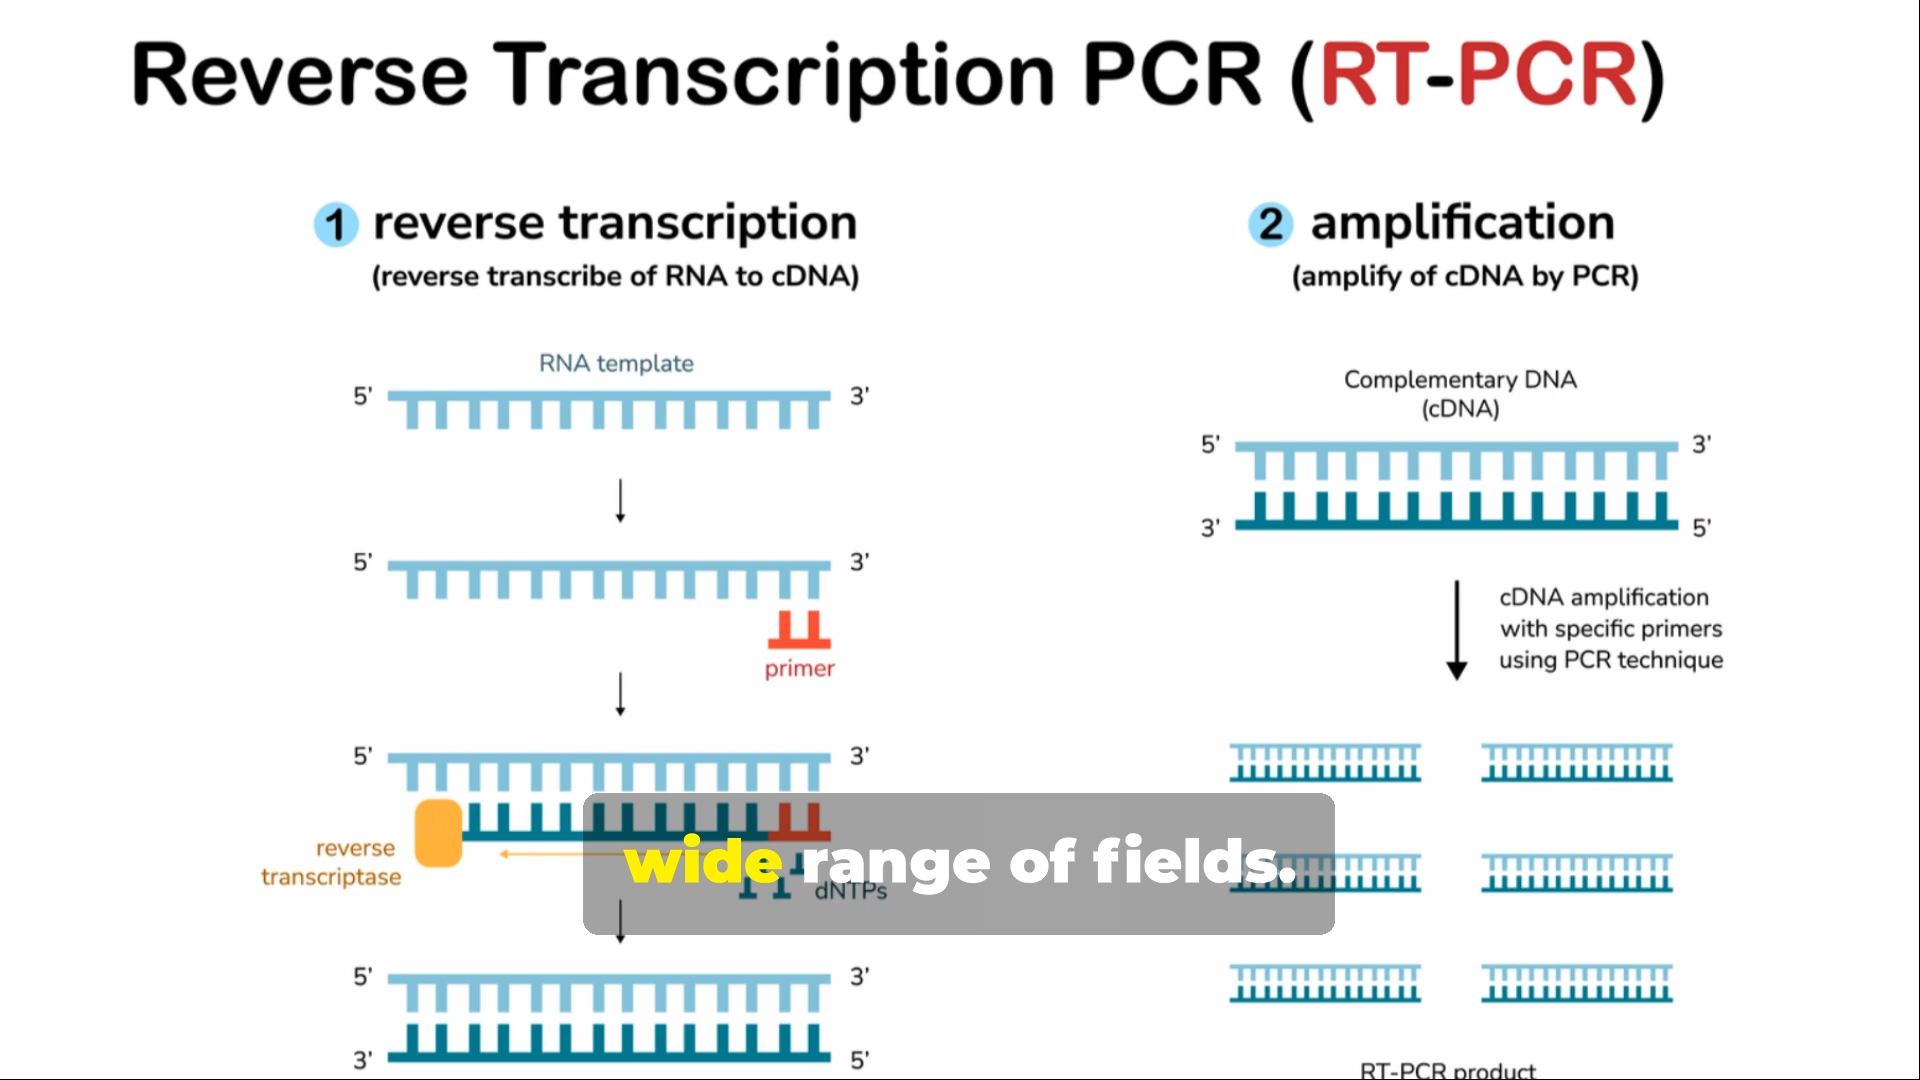 Reverse Transcription PCR (RT-PCR)
1 reverse transcription
(reverse transcribe of RNA to cDNA)
RNA template
5’ 3’
5’ 3’
primer
5’ 3’
reverse
transcriptase
dNTPs
5’ 3’
3’ 5’
2 amplification
(amplify of cDNA by PCR)
Complementary DNA
(cDNA)
5’ 3’
3’ 5’
cDNA amplification
with specific primers
using PCR technique
wide range of fields.
RT-PCR product